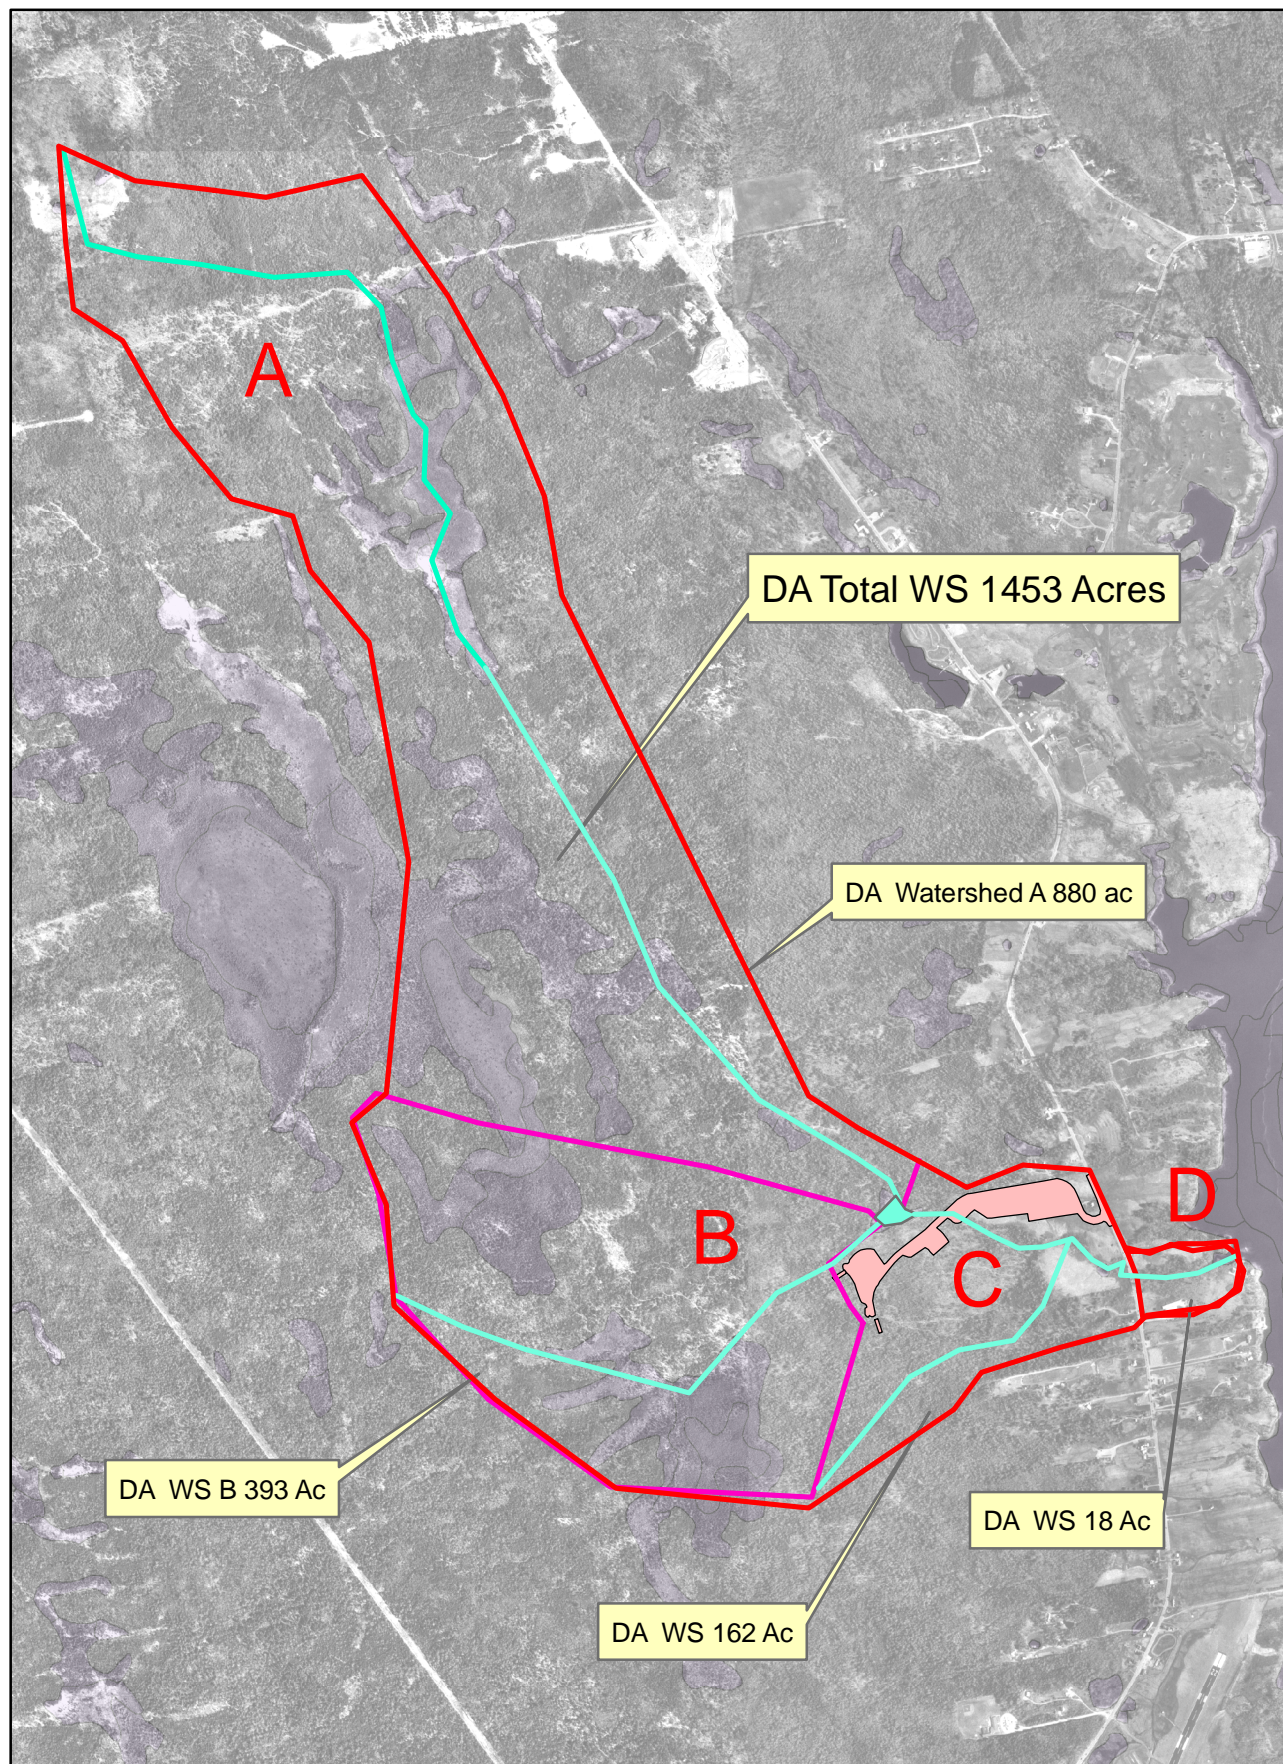 A
DA Total WS 1453 Acres
DA  Watershed A 880 ac
D
B
C
DA  WS B 393 Ac
DA  WS 18 Ac
DA  WS 162 Ac